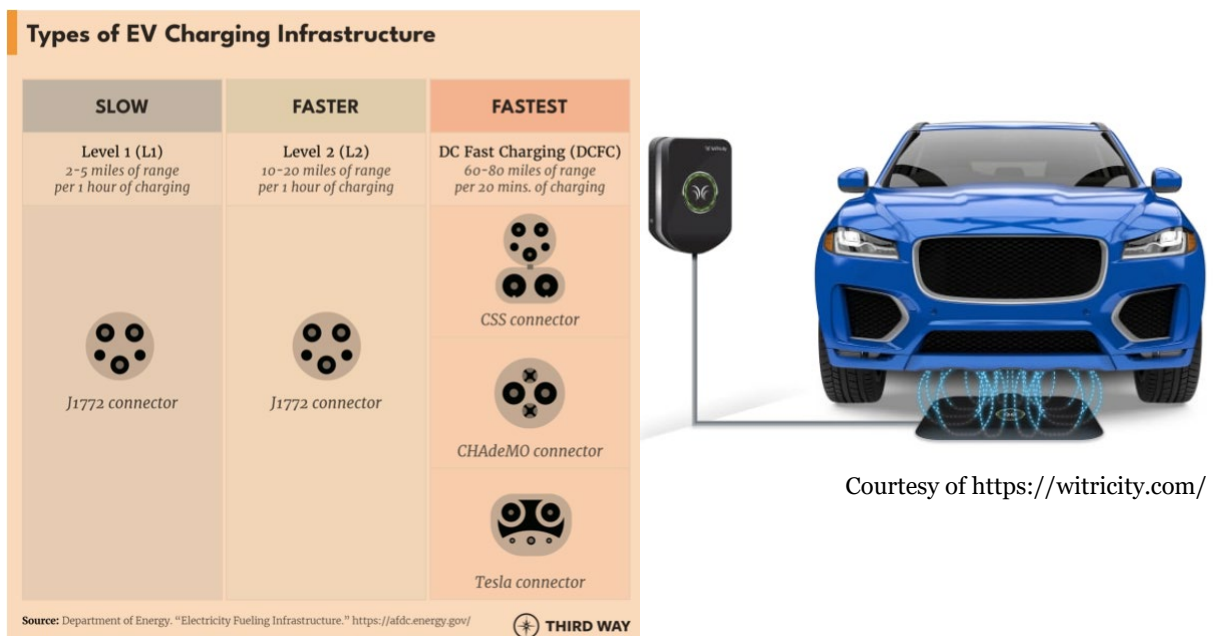 Types of EV Charging Infrastructure
SLOW
Level 1 (L1)
2-5 miles of range
per 1 hour of charging
J1772 connector
FASTER
Level 2 (L2)
10-20 miles of range
per 1 hour of charging
J1772 connector
FASTEST
DC Fast Charging (DCFC)
60-80 miles of range
per 20 mins. of charging
CSS connector
CHAdeMO connector
Tesla connector
Source: Department of Energy. “Electricity Fueling Infrastructure.” https://afdc.energy.gov/
THIRD WAY
WiTricity
Courtesy of https://witricity.com/